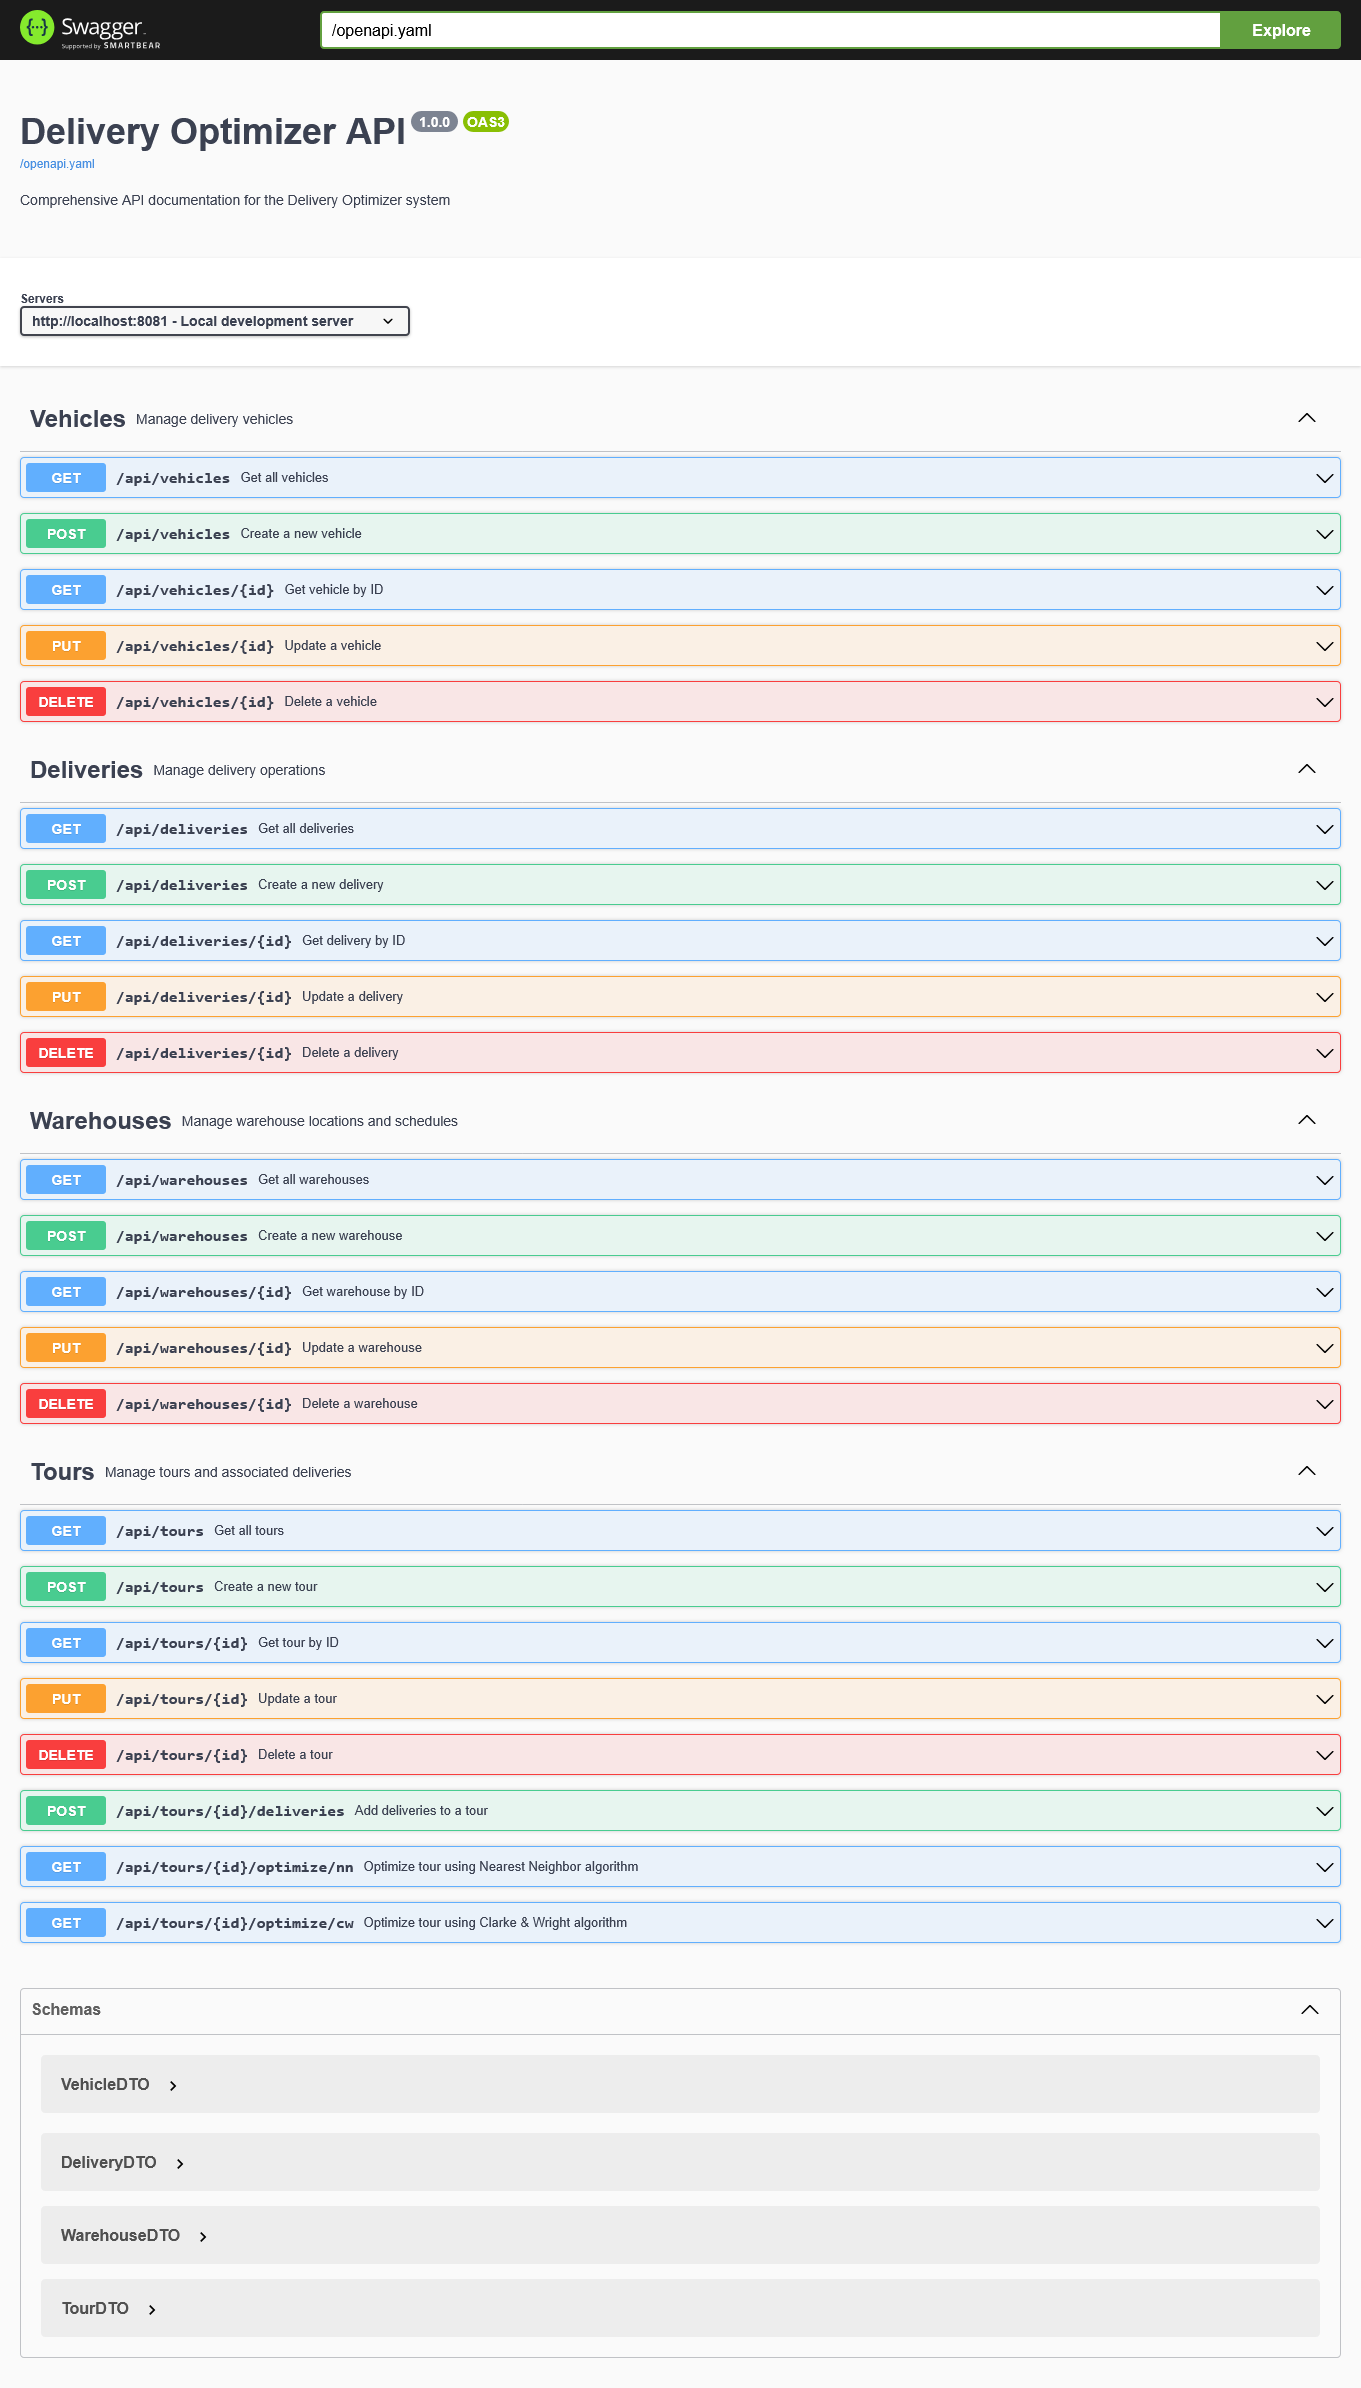 Swagger
Supported by SMARTBEAR
/openapi.yaml
Explore
Delivery Optimizer API 1.0.0 OAS3
/openapi.yaml
Comprehensive API documentation for the Delivery Optimizer system
Servers
http://localhost:8081 - Local development server
Vehicles Manage delivery vehicles
GET /api/vehicles Get all vehicles
POST /api/vehicles Create a new vehicle
GET /api/vehicles/{id} Get vehicle by ID
PUT /api/vehicles/{id} Update a vehicle
DELETE /api/vehicles/{id} Delete a vehicle
Deliveries Manage delivery operations
GET /api/deliveries Get all deliveries
POST /api/deliveries Create a new delivery
GET /api/deliveries/{id} Get delivery by ID
PUT /api/deliveries/{id} Update a delivery
DELETE /api/deliveries/{id} Delete a delivery
Warehouses Manage warehouse locations and schedules
GET /api/warehouses Get all warehouses
POST /api/warehouses Create a new warehouse
GET /api/warehouses/{id} Get warehouse by ID
PUT /api/warehouses/{id} Update a warehouse
DELETE /api/warehouses/{id} Delete a warehouse
Tours Manage tours and associated deliveries
GET /api/tours Get all tours
POST /api/tours Create a new tour
GET /api/tours/{id} Get tour by ID
PUT /api/tours/{id} Update a tour
DELETE /api/tours/{id} Delete a tour
POST /api/tours/{id}/deliveries Add deliveries to a tour
GET /api/tours/{id}/optimize/nn Optimize tour using Nearest Neighbor algorithm
GET /api/tours/{id}/optimize/cw Optimize tour using Clarke & Wright algorithm
Schemas
VehicleDTO
DeliveryDTO
WarehouseDTO
TourDTO